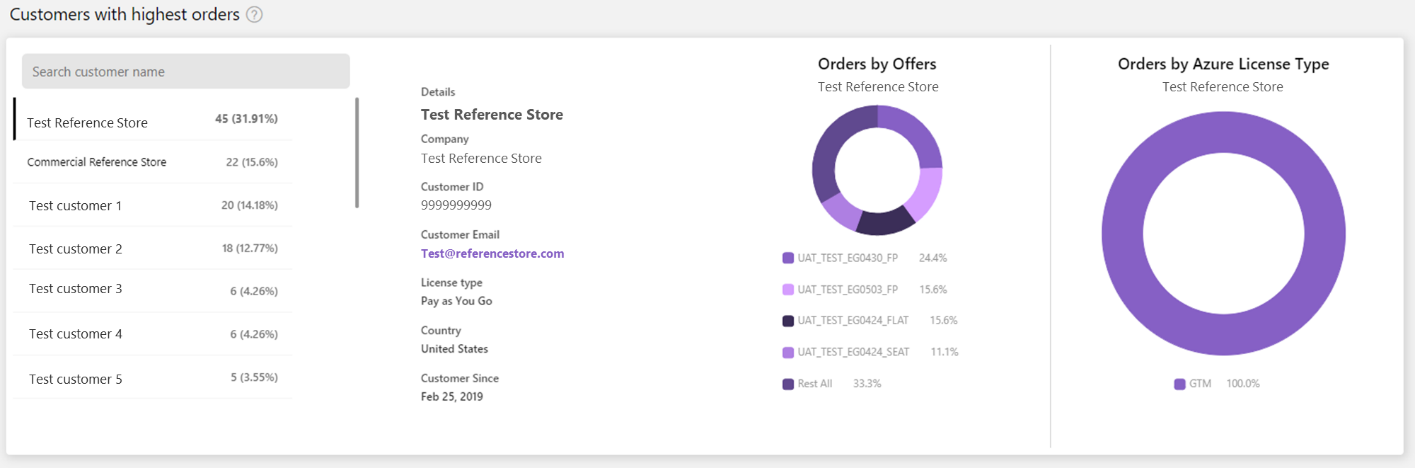 Customers with highest orders ?
Search customer name
Test Reference Store 45 (31.91%)
Commercial Reference Store 22 (15.6%)
Test customer 1 20 (14.18%)
Test customer 2 18 (12.77%)
Test customer 3 6 (4.26%)
Test customer 4 6 (4.26%)
Test customer 5 5 (3.55%)
Details
Test Reference Store
Company
Test Reference Store
Customer ID
9999999999
Customer Email
Test@referencestore.com
License type
Pay as You Go
Country
United States
Customer Since
Feb 25, 2019
Orders by Offers
Test Reference Store
UAT_TEST_EG0430_FP 24.4%
UAT_TEST_EG0503_FP 15.6%
UAT_TEST_EG0424_FLAT 15.6%
UAT_TEST_EG0424_SEAT 11.1%
Rest All 33.3%
Orders by Azure License Type
Test Reference Store
GTM 100.0%